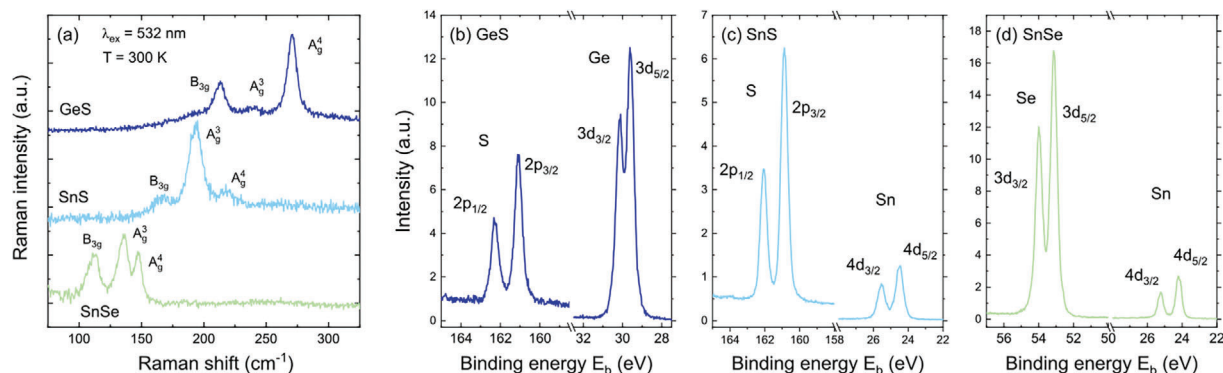 (a)
λex = 532 nm
T = 300 K
A⁴g
B3g
A³g
GeS
A³g
B3g
A⁴g
SnS
B3g
A³g
A⁴g
SnSe
Raman intensity (a.u.)
100 150 200 250 300
Raman shift (cm⁻¹)
(b) GeS
Ge
3d5/2
3d3/2
S
2p3/2
2p1/2
Intensity (a.u.)
14
12
10
8
6
4
2
0
164 162 160 32 30 28
Binding energy Eb (eV)
(c) SnS
S
2p3/2
2p1/2
Sn
4d3/2
4d5/2
7
6
5
4
3
2
1
0
164 162 160 158 26 24 22
Binding energy Eb (eV)
(d) SnSe
Se
3d5/2
3d3/2
Sn
4d3/2
4d5/2
18
16
14
12
10
8
6
4
2
0
56 54 52 50 26 24 22
Binding energy Eb (eV)